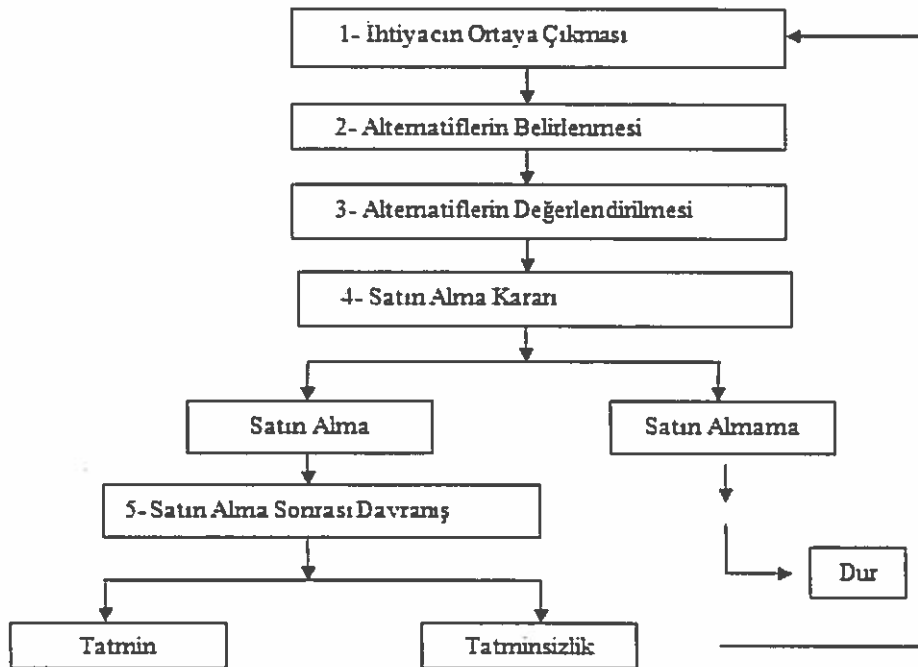 1- İhtiyacın Ortaya Çıkması
2- Alternatiflerin Belirlenmesi
3- Alternatiflerin Değerlendirilmesi
4- Satın Alma Kararı
Satın Alma
Satın Almama
5- Satın Alma Sonrası Davranış
Dur
Tatmin
Tatminsizlik